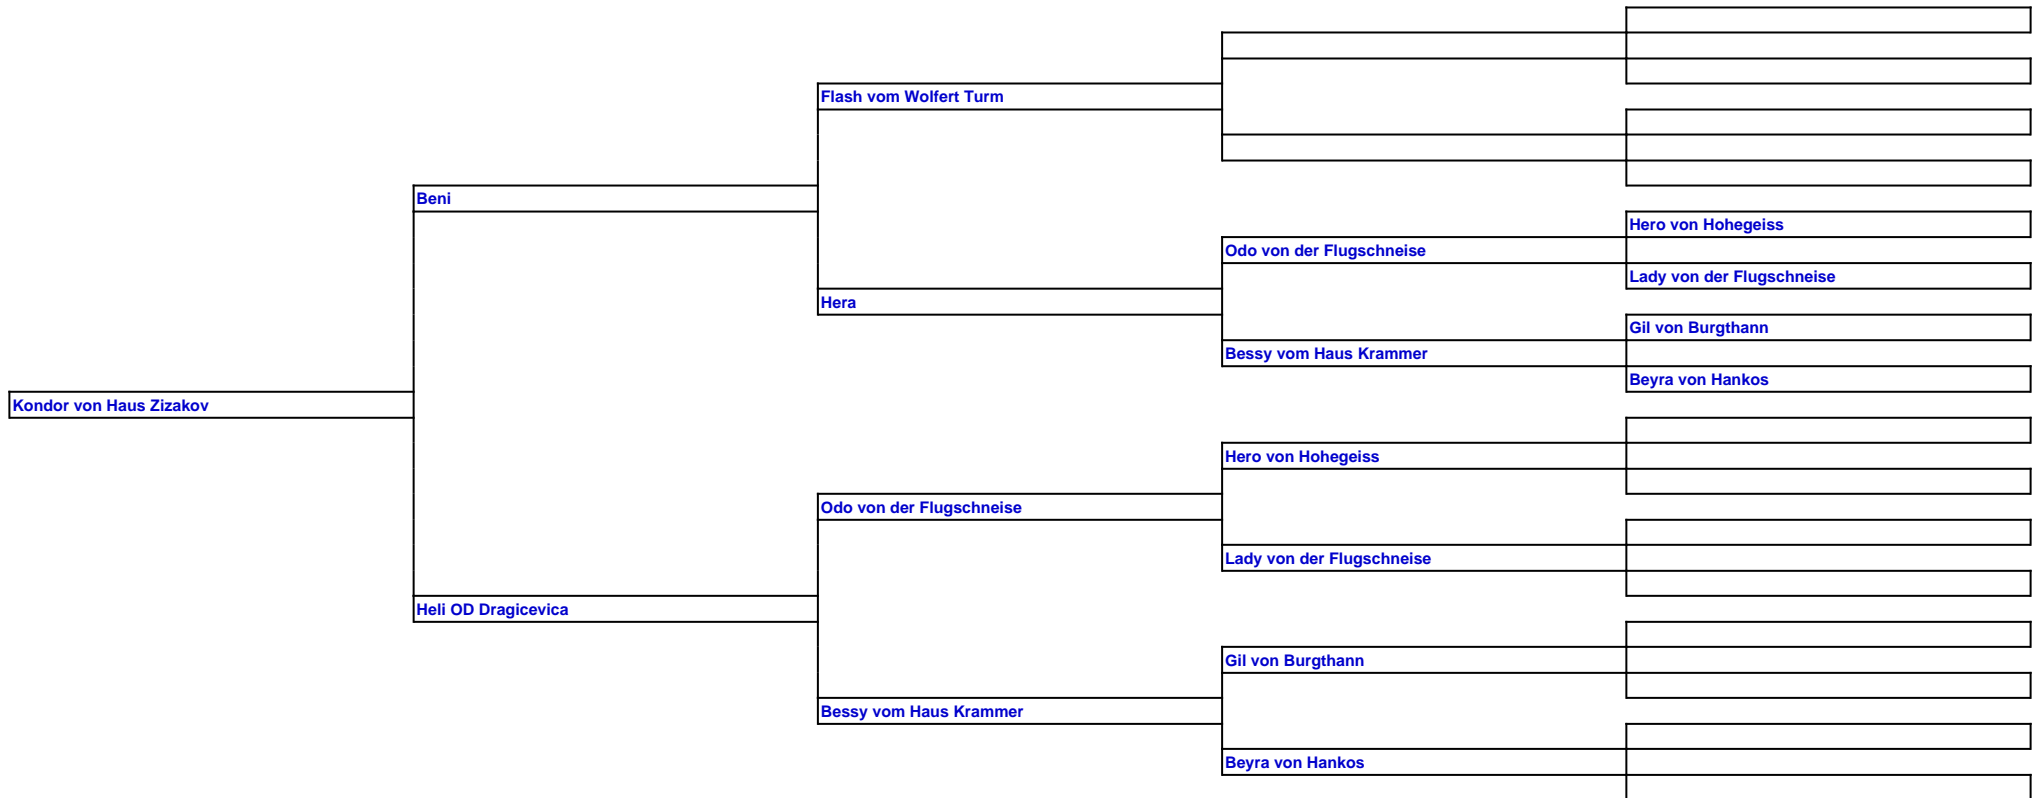 Flash vom Wolfert Turm
Beni
Hero von Hohegeiss
Odo von der Flugschneise
Lady von der Flugschneise
Hera
Gil von Burgthann
Bessy vom Haus Krammer
Beyra von Hankos
Kondor von Haus Zizakov
Hero von Hohegeiss
Odo von der Flugschneise
Lady von der Flugschneise
Heli OD Dragicevica
Gil von Burgthann
Bessy vom Haus Krammer
Beyra von Hankos